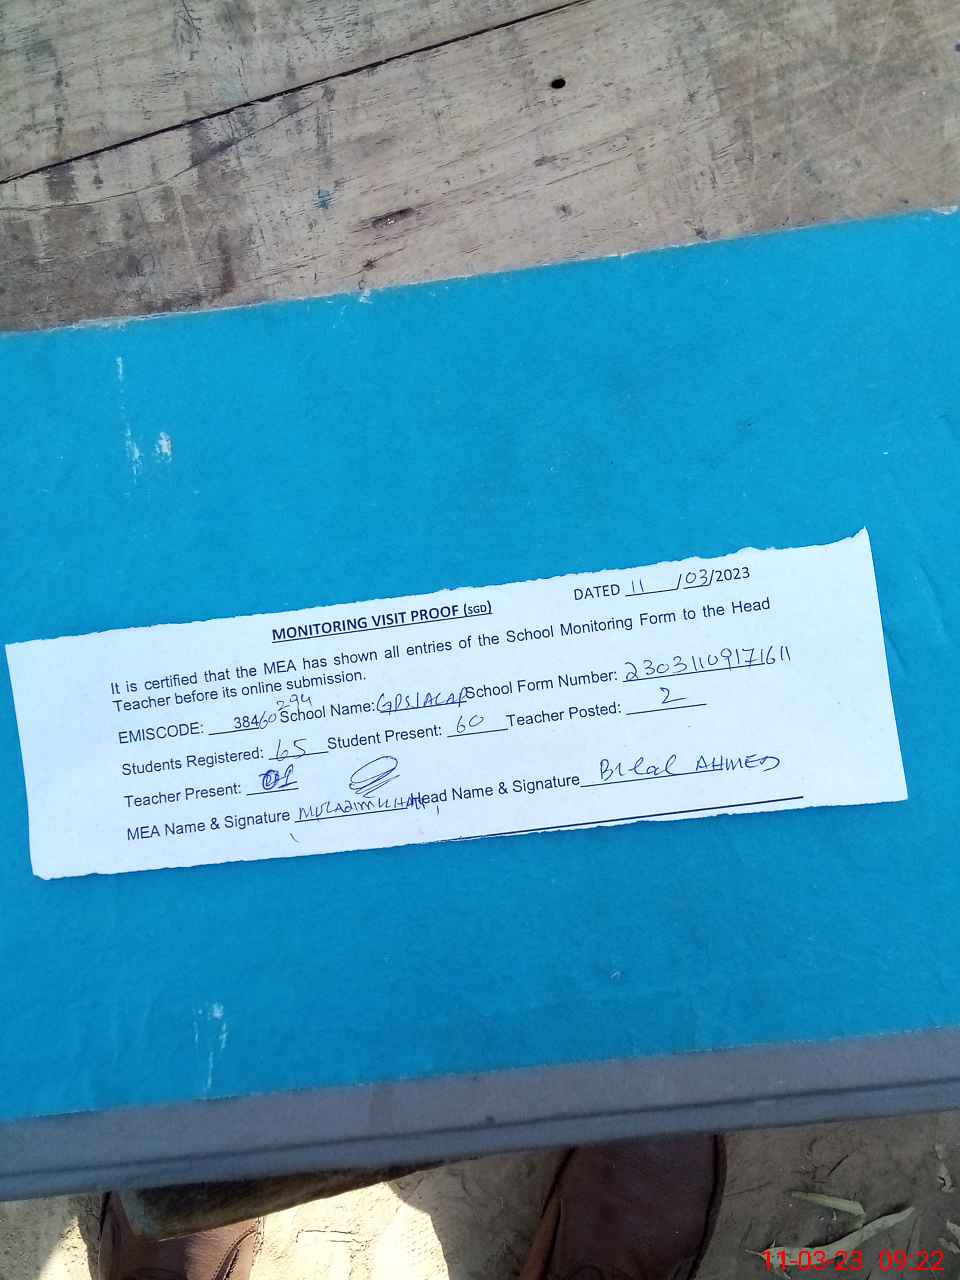 MONITORING VISIT PROOF (SGD) DATED 11/03/2023
It is certified that the MEA has shown all entries of the School Monitoring Form to the Head
Teacher before its online submission.
EMISCODE: 38460294 School Name: School Form Number: 23031109171611
Students Registered: 65 Student Present: 60 Teacher Posted: 2
Teacher Present: 01
MEA Name & Signature Head Name & Signature Bilal AHMED
11-03-23 09:22